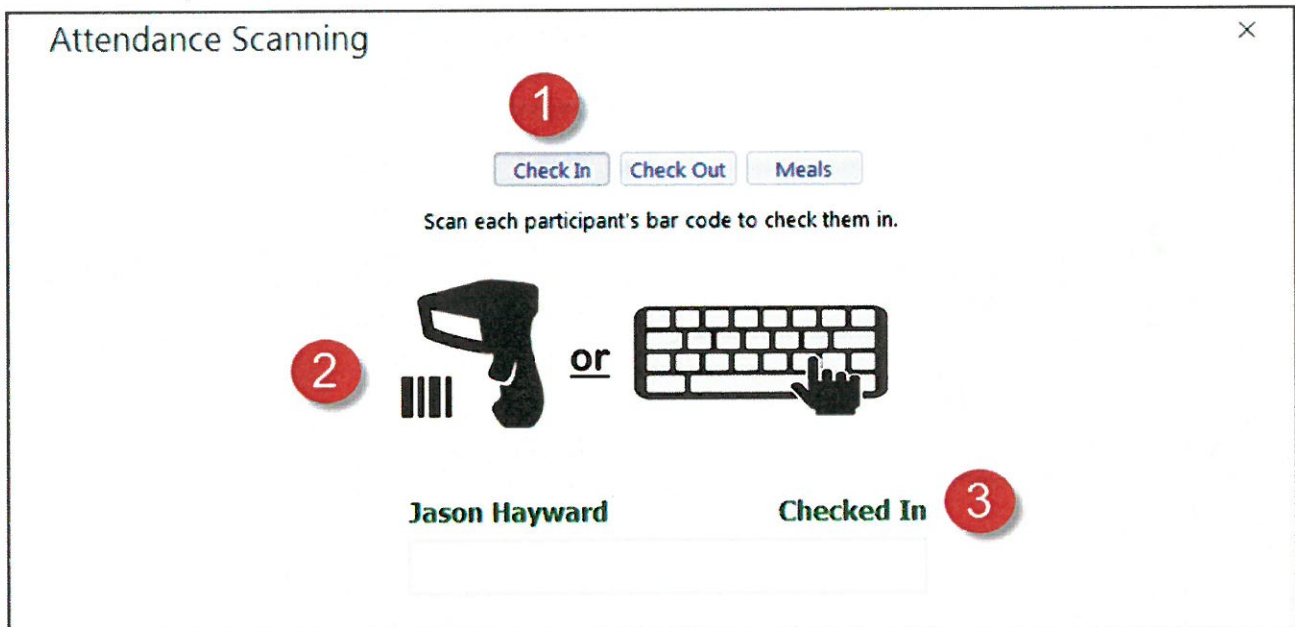 Attendance Scanning
1
Check In Check Out Meals
Scan each participant's bar code to check them in.
2
or
Jason Hayward Checked In
3